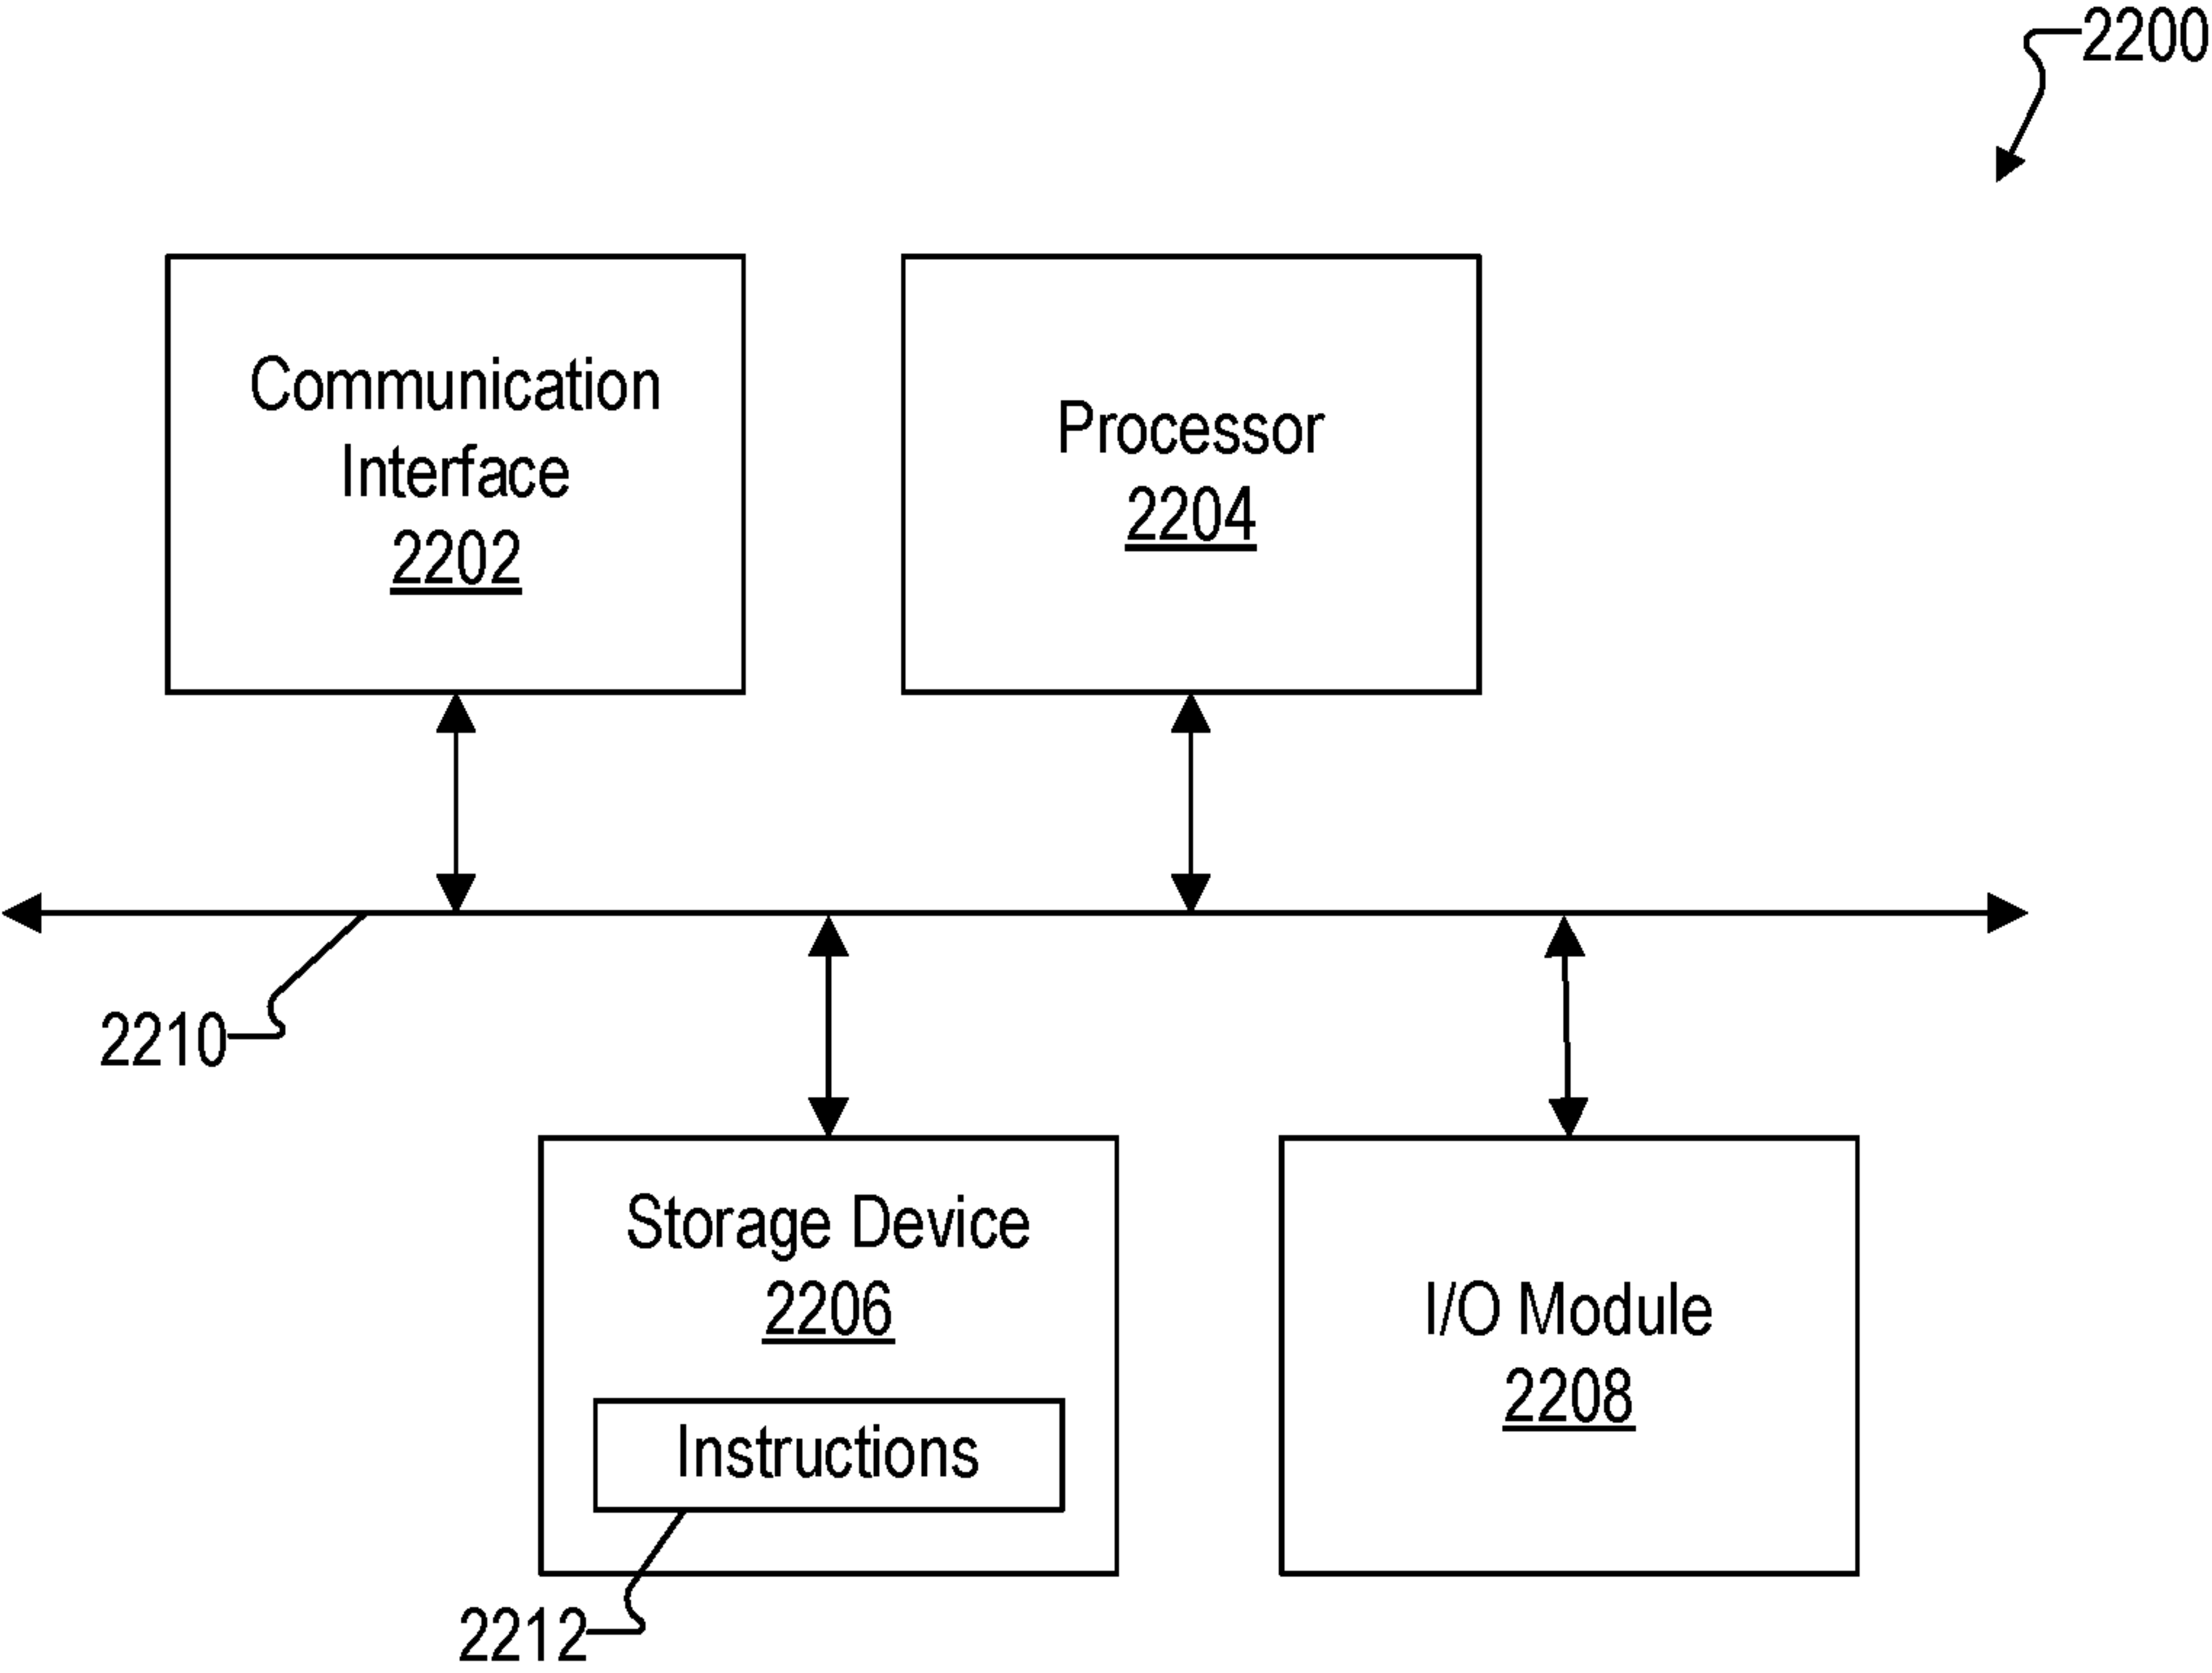 2200
Communication
Interface
2202
Processor
2204
2210
Storage Device
2206
Instructions
2212
I/O Module
2208